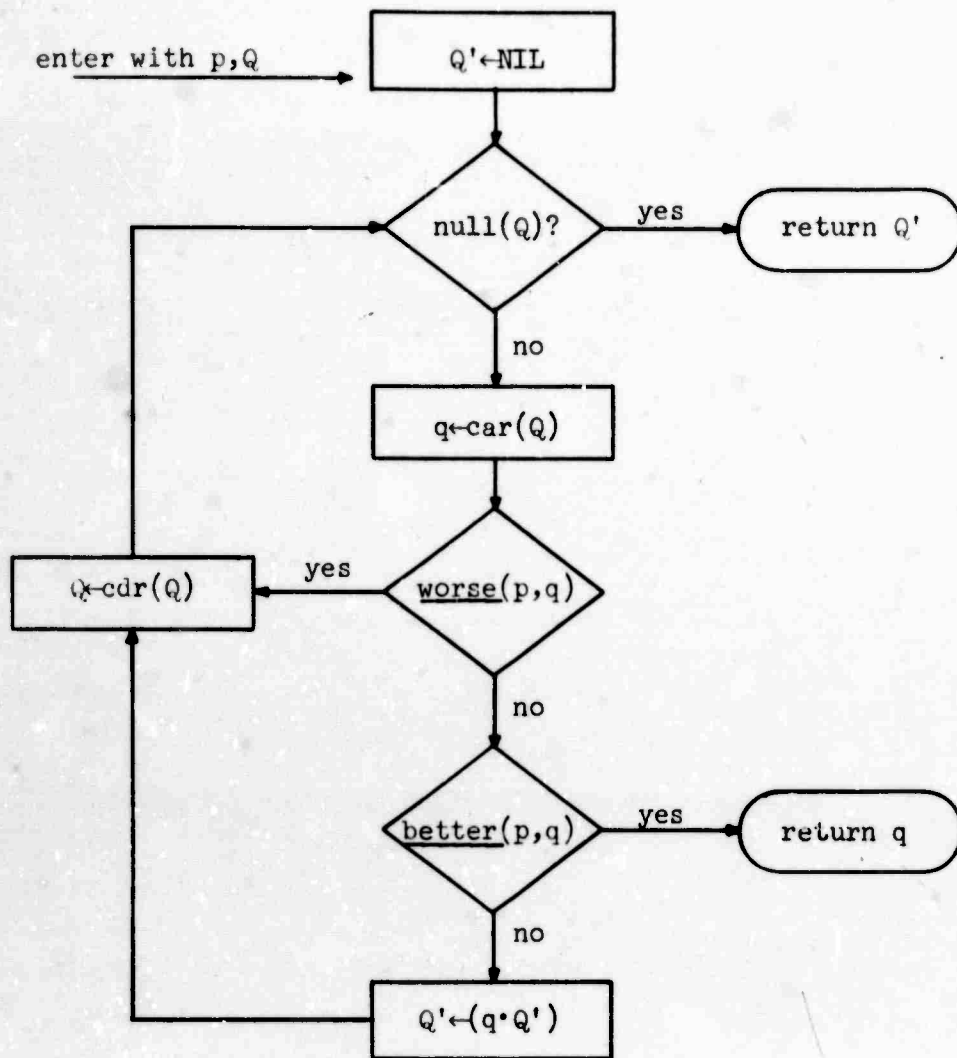 enter with p,Q
Q'←NIL
null(Q)?
yes
return Q'
no
q←car(Q)
Q←cdr(Q)
yes
worse(p,q)
no
better(p,q)
yes
return q
no
Q'←(q·Q')